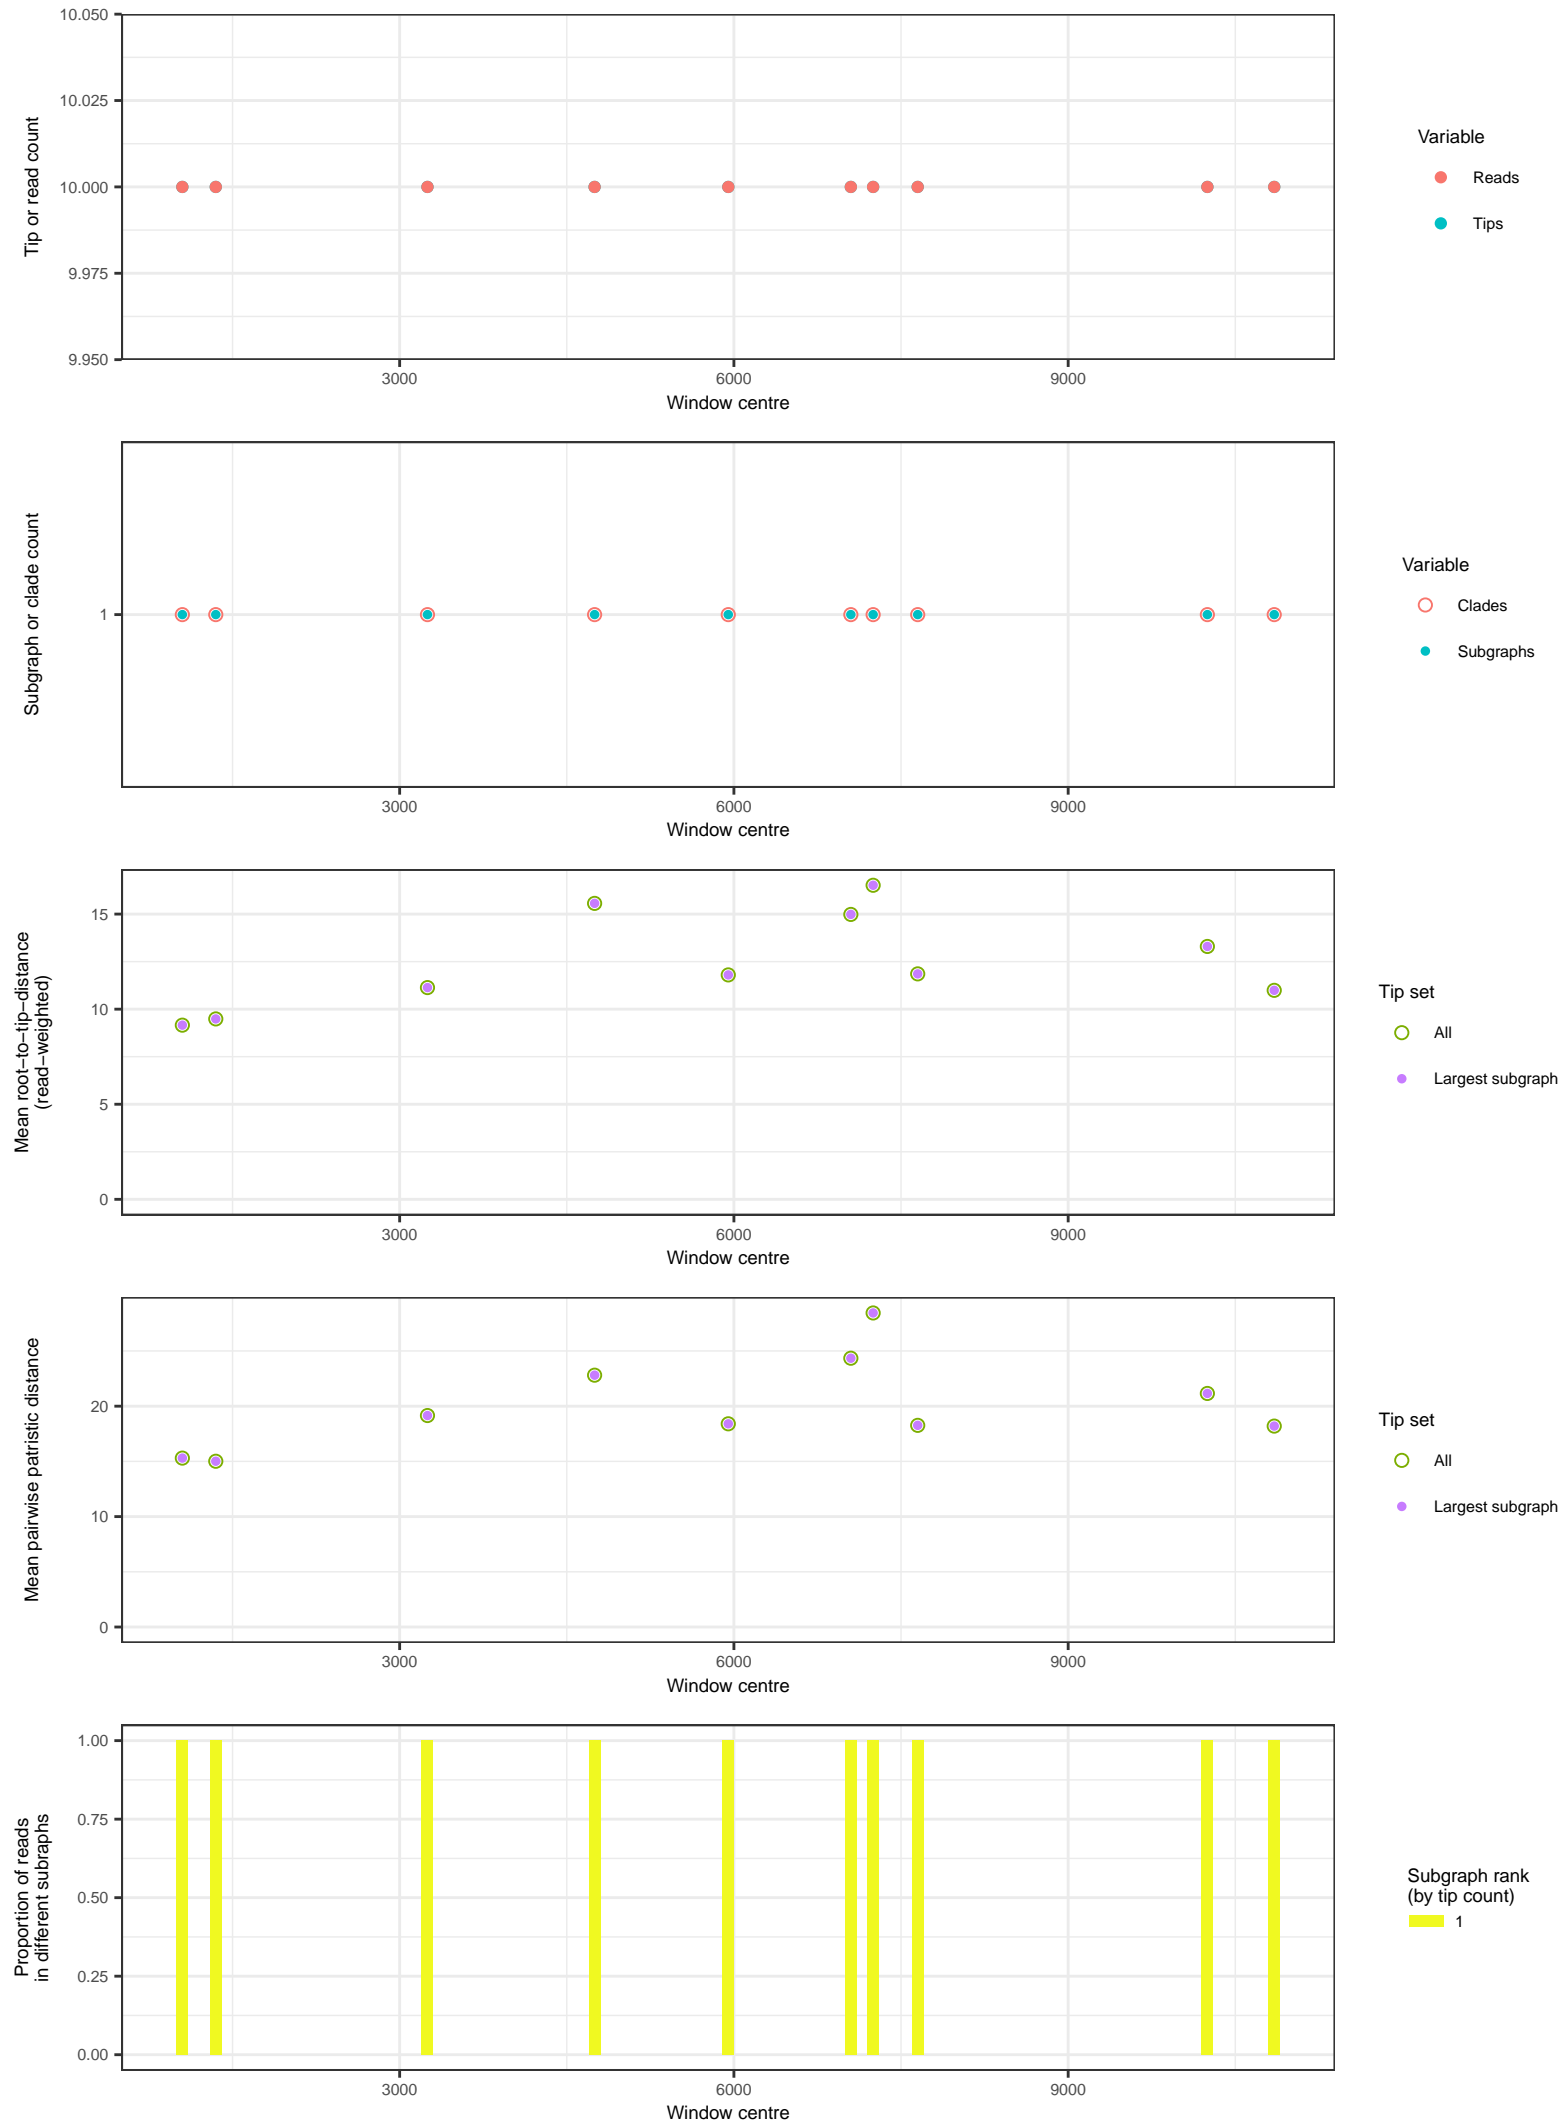 10.050
10.025
10.000
9.975
9.950
Tip or read count
3000
6000
9000
Window centre
Variable
Reads
Tips
1
Subgraph or clade count
3000
6000
9000
Window centre
Variable
Clades
Subgraphs
15
10
5
0
Mean root−to−tip−distance
(read−weighted)
3000
6000
9000
Window centre
Tip set
All
Largest subgraph
20
10
0
Mean pairwise patristic distance
3000
6000
9000
Window centre
Tip set
All
Largest subgraph
1.00
0.75
0.50
0.25
0.00
Proportion of reads
in different subraphs
3000
6000
9000
Window centre
Subgraph rank
(by tip count)
1